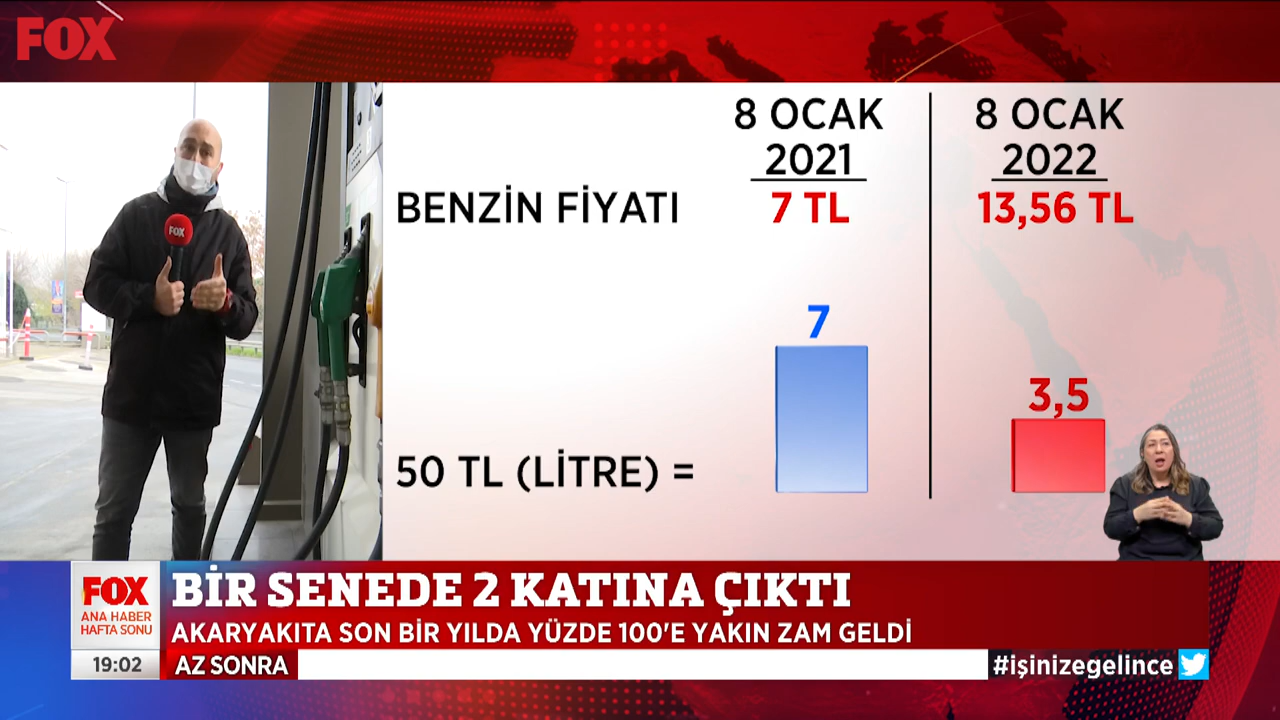 FOX
8 OCAK
2021
8 OCAK
2022
BENZİN FİYATI
7 TL
13,56 TL
FOX
7
3,5
50 TL (LİTRE) =
FOX
ANA HABER
HAFTA SONU
BİR SENEDE 2 KATINA ÇIKTI
AKARYAKITA SON BİR YILDA YÜZDE 100'E YAKIN ZAM GELDİ
19:02
AZ SONRA
#işinizegelince